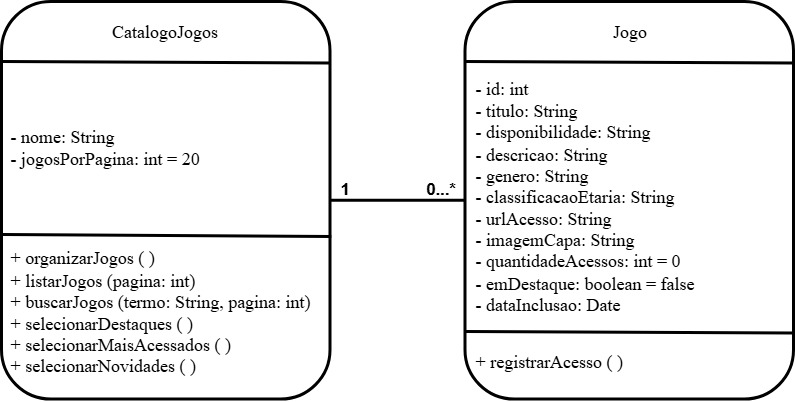 CatalogoJogos
- nome: String
- jogosPorPagina: int = 20
+ organizarJogos ( )
+ listarJogos (pagina: int)
+ buscarJogos (termo: String, pagina: int)
+ selecionarDestaques ( )
+ selecionarMaisAcessados ( )
+ selecionarNovidades ( )
1
0...*
Jogo
- id: int
- titulo: String
- disponibilidade: String
- descricao: String
- genero: String
- classificacaoEtaria: String
- urlAcesso: String
- imagemCapa: String
- quantidadeAcessos: int = 0
- emDestaque: boolean = false
- dataInclusao: Date
+ registrarAcesso ( )